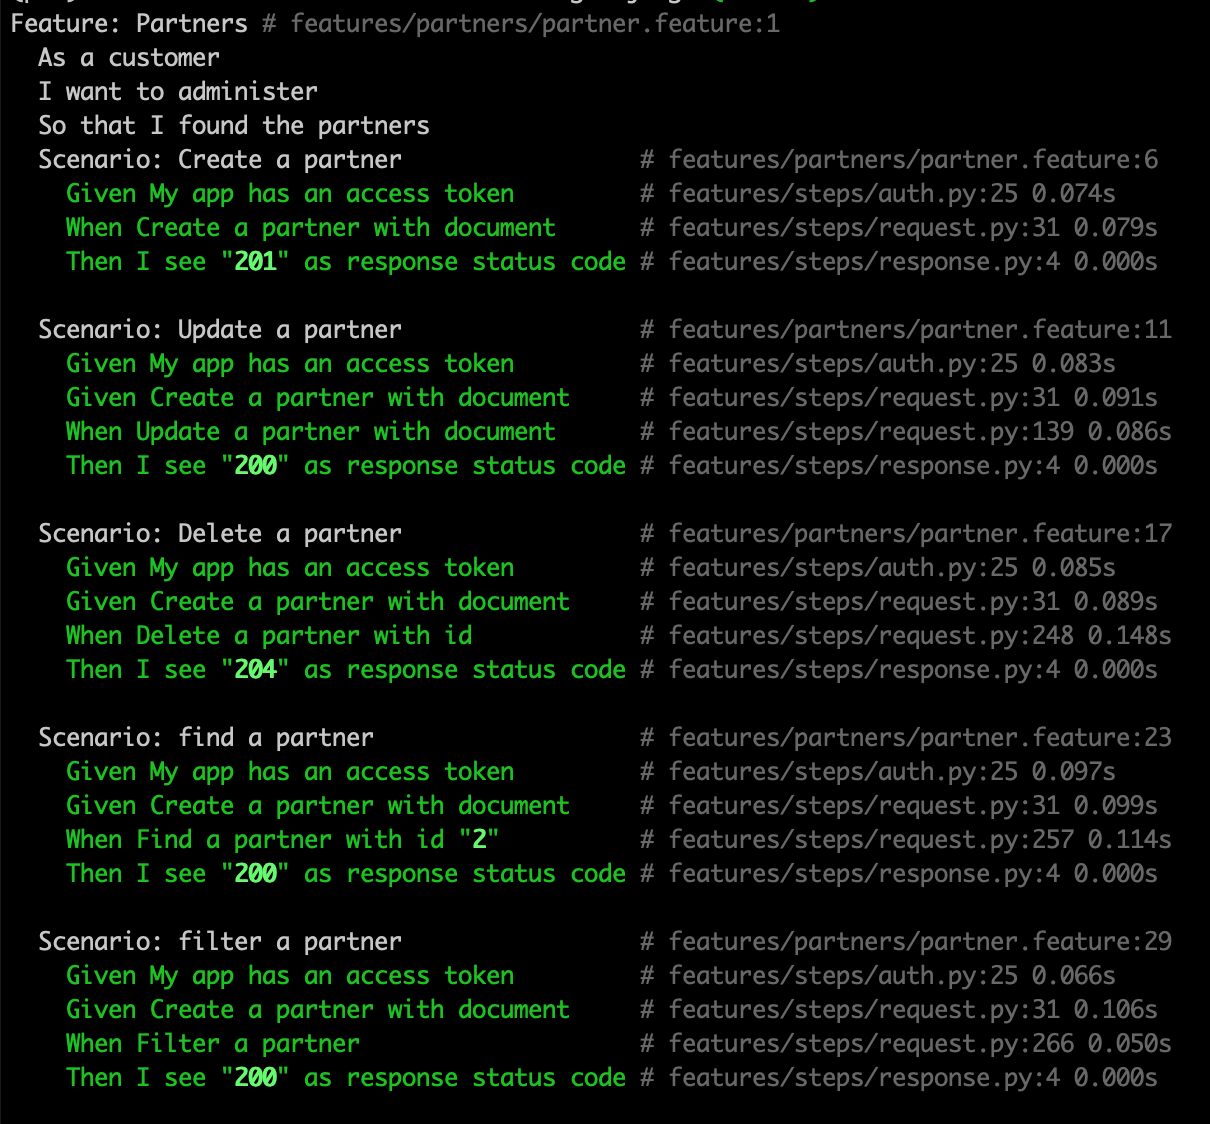 Feature: Partners # features/partners/partner.feature:1
As a customer
I want to administer
So that I found the partners
Scenario: Create a partner # features/partners/partner.feature:6
Given My app has an access token # features/steps/auth.py:25 0.074s
When Create a partner with document # features/steps/request.py:31 0.079s
Then I see "201" as response status code # features/steps/response.py:4 0.000s
Scenario: Update a partner # features/partners/partner.feature:11
Given My app has an access token # features/steps/auth.py:25 0.083s
Given Create a partner with document # features/steps/request.py:31 0.091s
When Update a partner with document # features/steps/request.py:139 0.086s
Then I see "200" as response status code # features/steps/response.py:4 0.000s
Scenario: Delete a partner # features/partners/partner.feature:17
Given My app has an access token # features/steps/auth.py:25 0.085s
Given Create a partner with document # features/steps/request.py:31 0.089s
When Delete a partner with id # features/steps/request.py:248 0.148s
Then I see "204" as response status code # features/steps/response.py:4 0.000s
Scenario: find a partner # features/partners/partner.feature:23
Given My app has an access token # features/steps/auth.py:25 0.097s
Given Create a partner with document # features/steps/request.py:31 0.099s
When Find a partner with id "2" # features/steps/request.py:257 0.114s
Then I see "200" as response status code # features/steps/response.py:4 0.000s
Scenario: filter a partner # features/partners/partner.feature:29
Given My app has an access token # features/steps/auth.py:25 0.066s
Given Create a partner with document # features/steps/request.py:31 0.106s
When Filter a partner # features/steps/request.py:266 0.050s
Then I see "200" as response status code # features/steps/response.py:4 0.000s